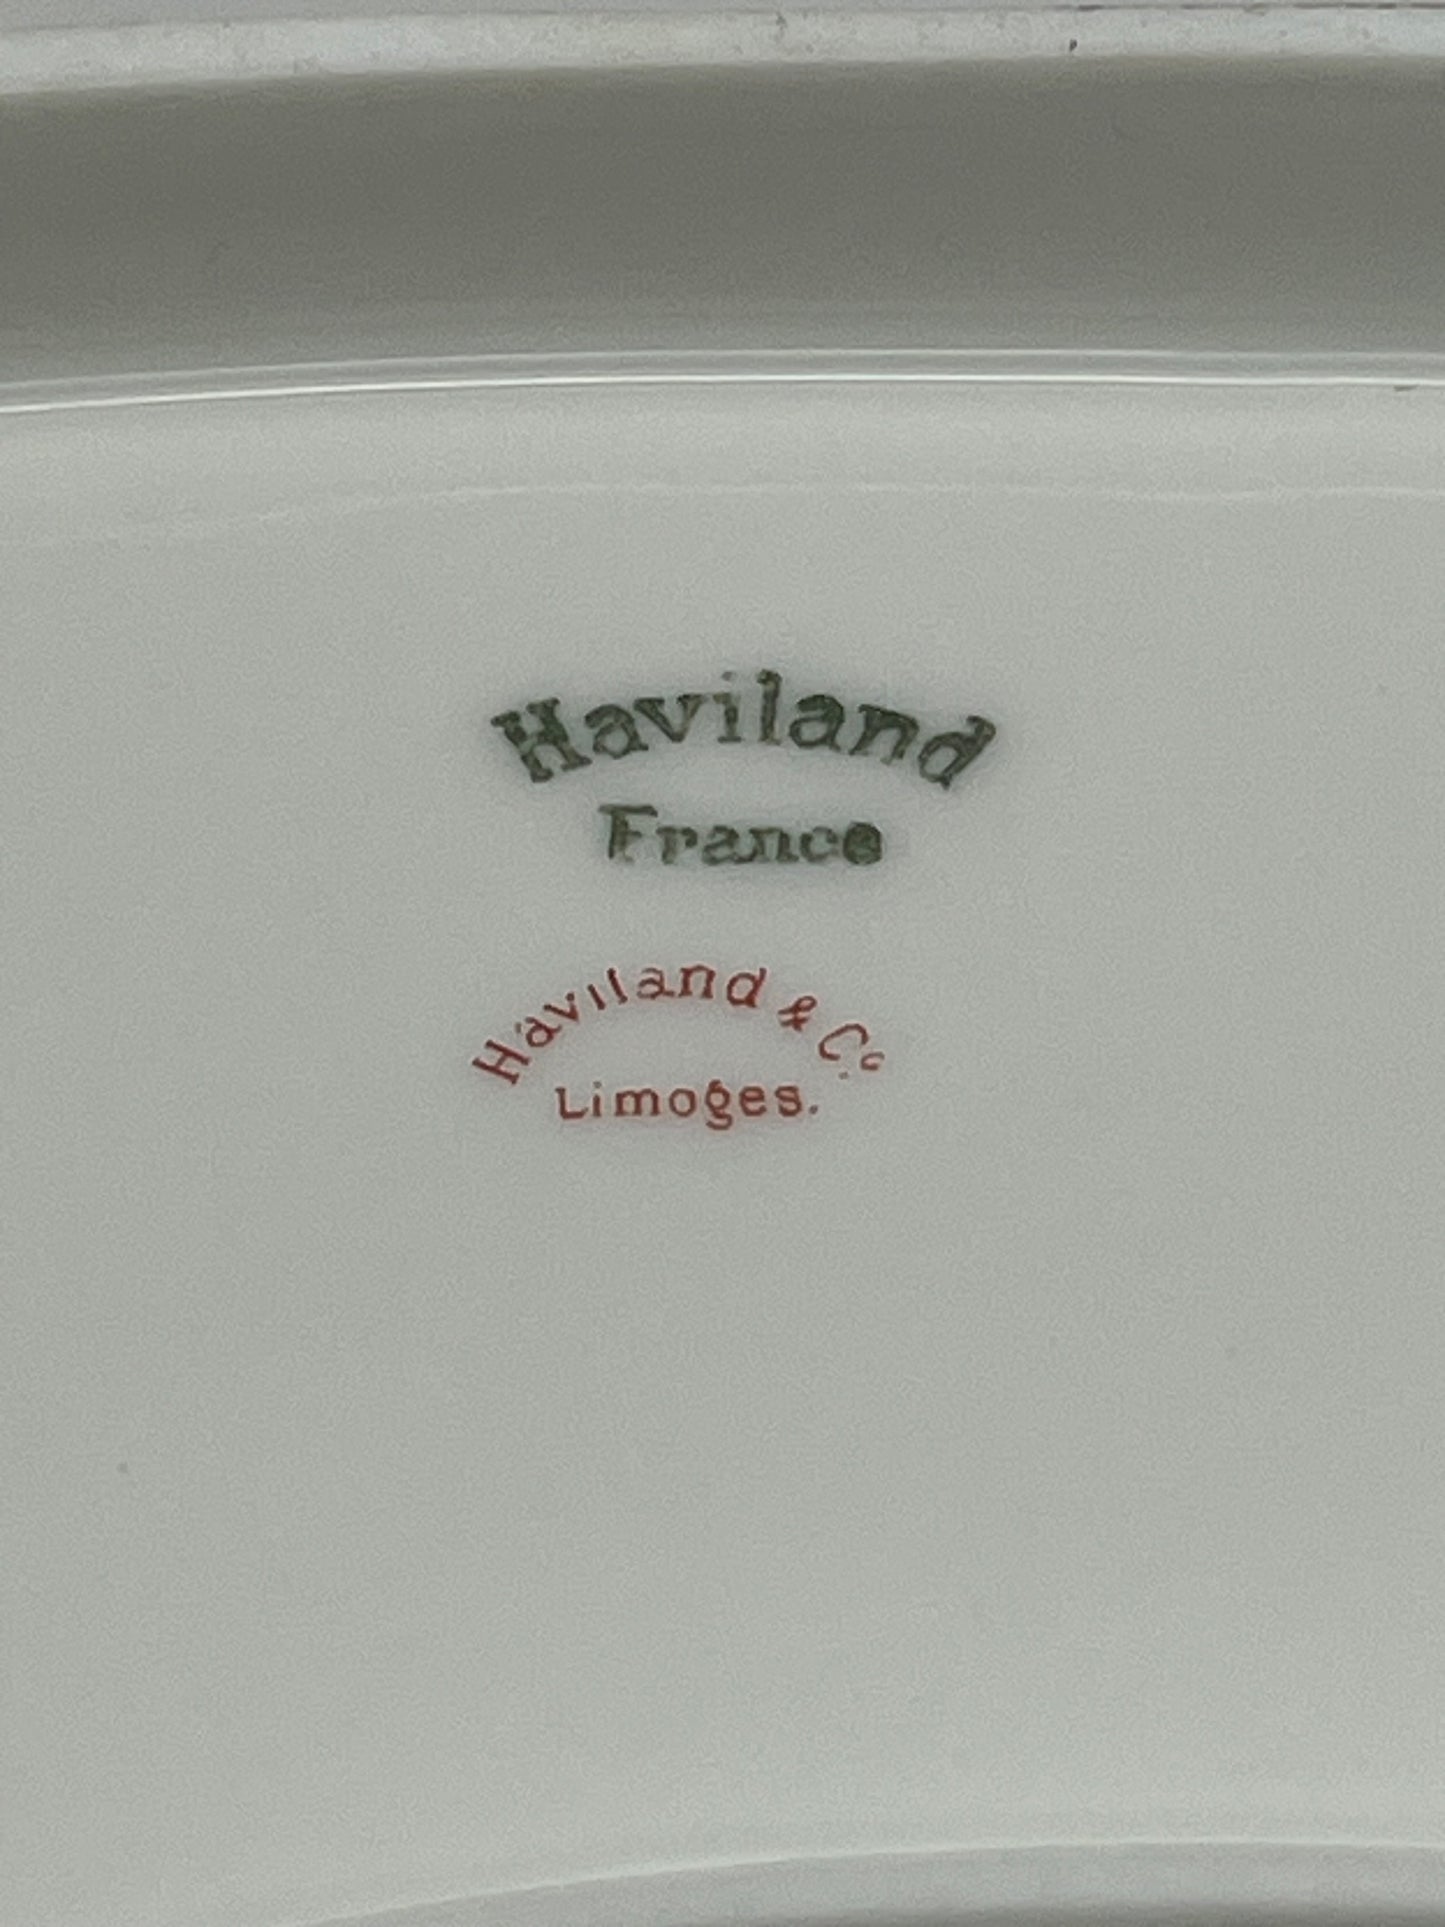 Haviland
France
Haviland & Co
Limoges.